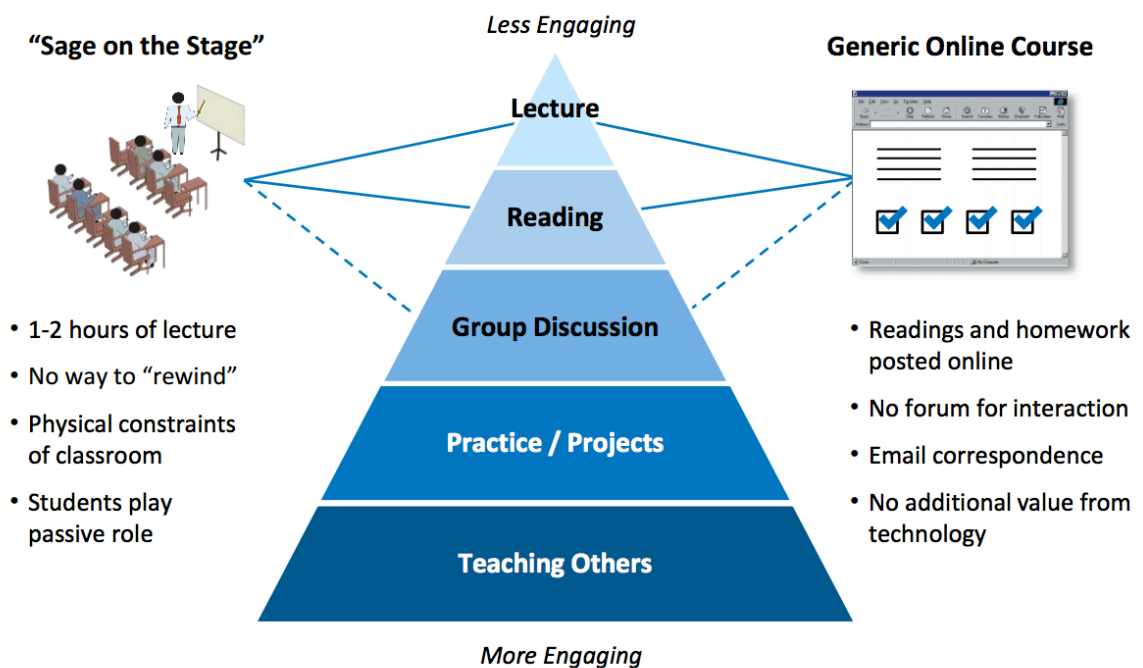 Less Engaging
“Sage on the Stage”
Generic Online Course
Lecture
Reading
Group Discussion
Practice / Projects
Teaching Others
More Engaging
• 1-2 hours of lecture
• No way to “rewind”
• Physical constraints
of classroom
• Students play
passive role
• Readings and homework
posted online
• No forum for interaction
• Email correspondence
• No additional value from
technology